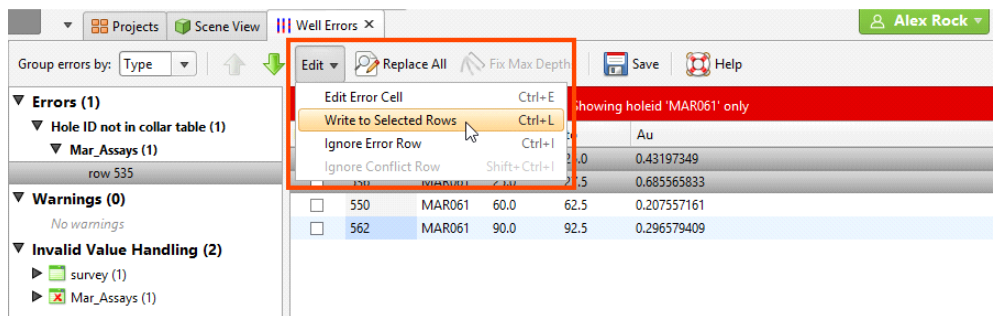 Projects Scene View Well Errors Alex Rock
Group errors by: Type Edit Replace All Fix Max Depth Save Help
Errors (1)
Hole ID not in collar table (1)
Mar_Assays (1)
row 535
Warnings (0)
No warnings
Invalid Value Handling (2)
survey (1)
Mar_Assays (1)
Edit Error Cell Ctrl+E
Write to Selected Rows Ctrl+L
Ignore Error Row Ctrl+I
Ignore Conflict Row Shift+Ctrl+I
Showing holeid 'MAR061' only
Au
0.43197349
MAR061 27.5 0.685565833
550 MAR061 60.0 62.5 0.207557161
562 MAR061 90.0 92.5 0.296579409